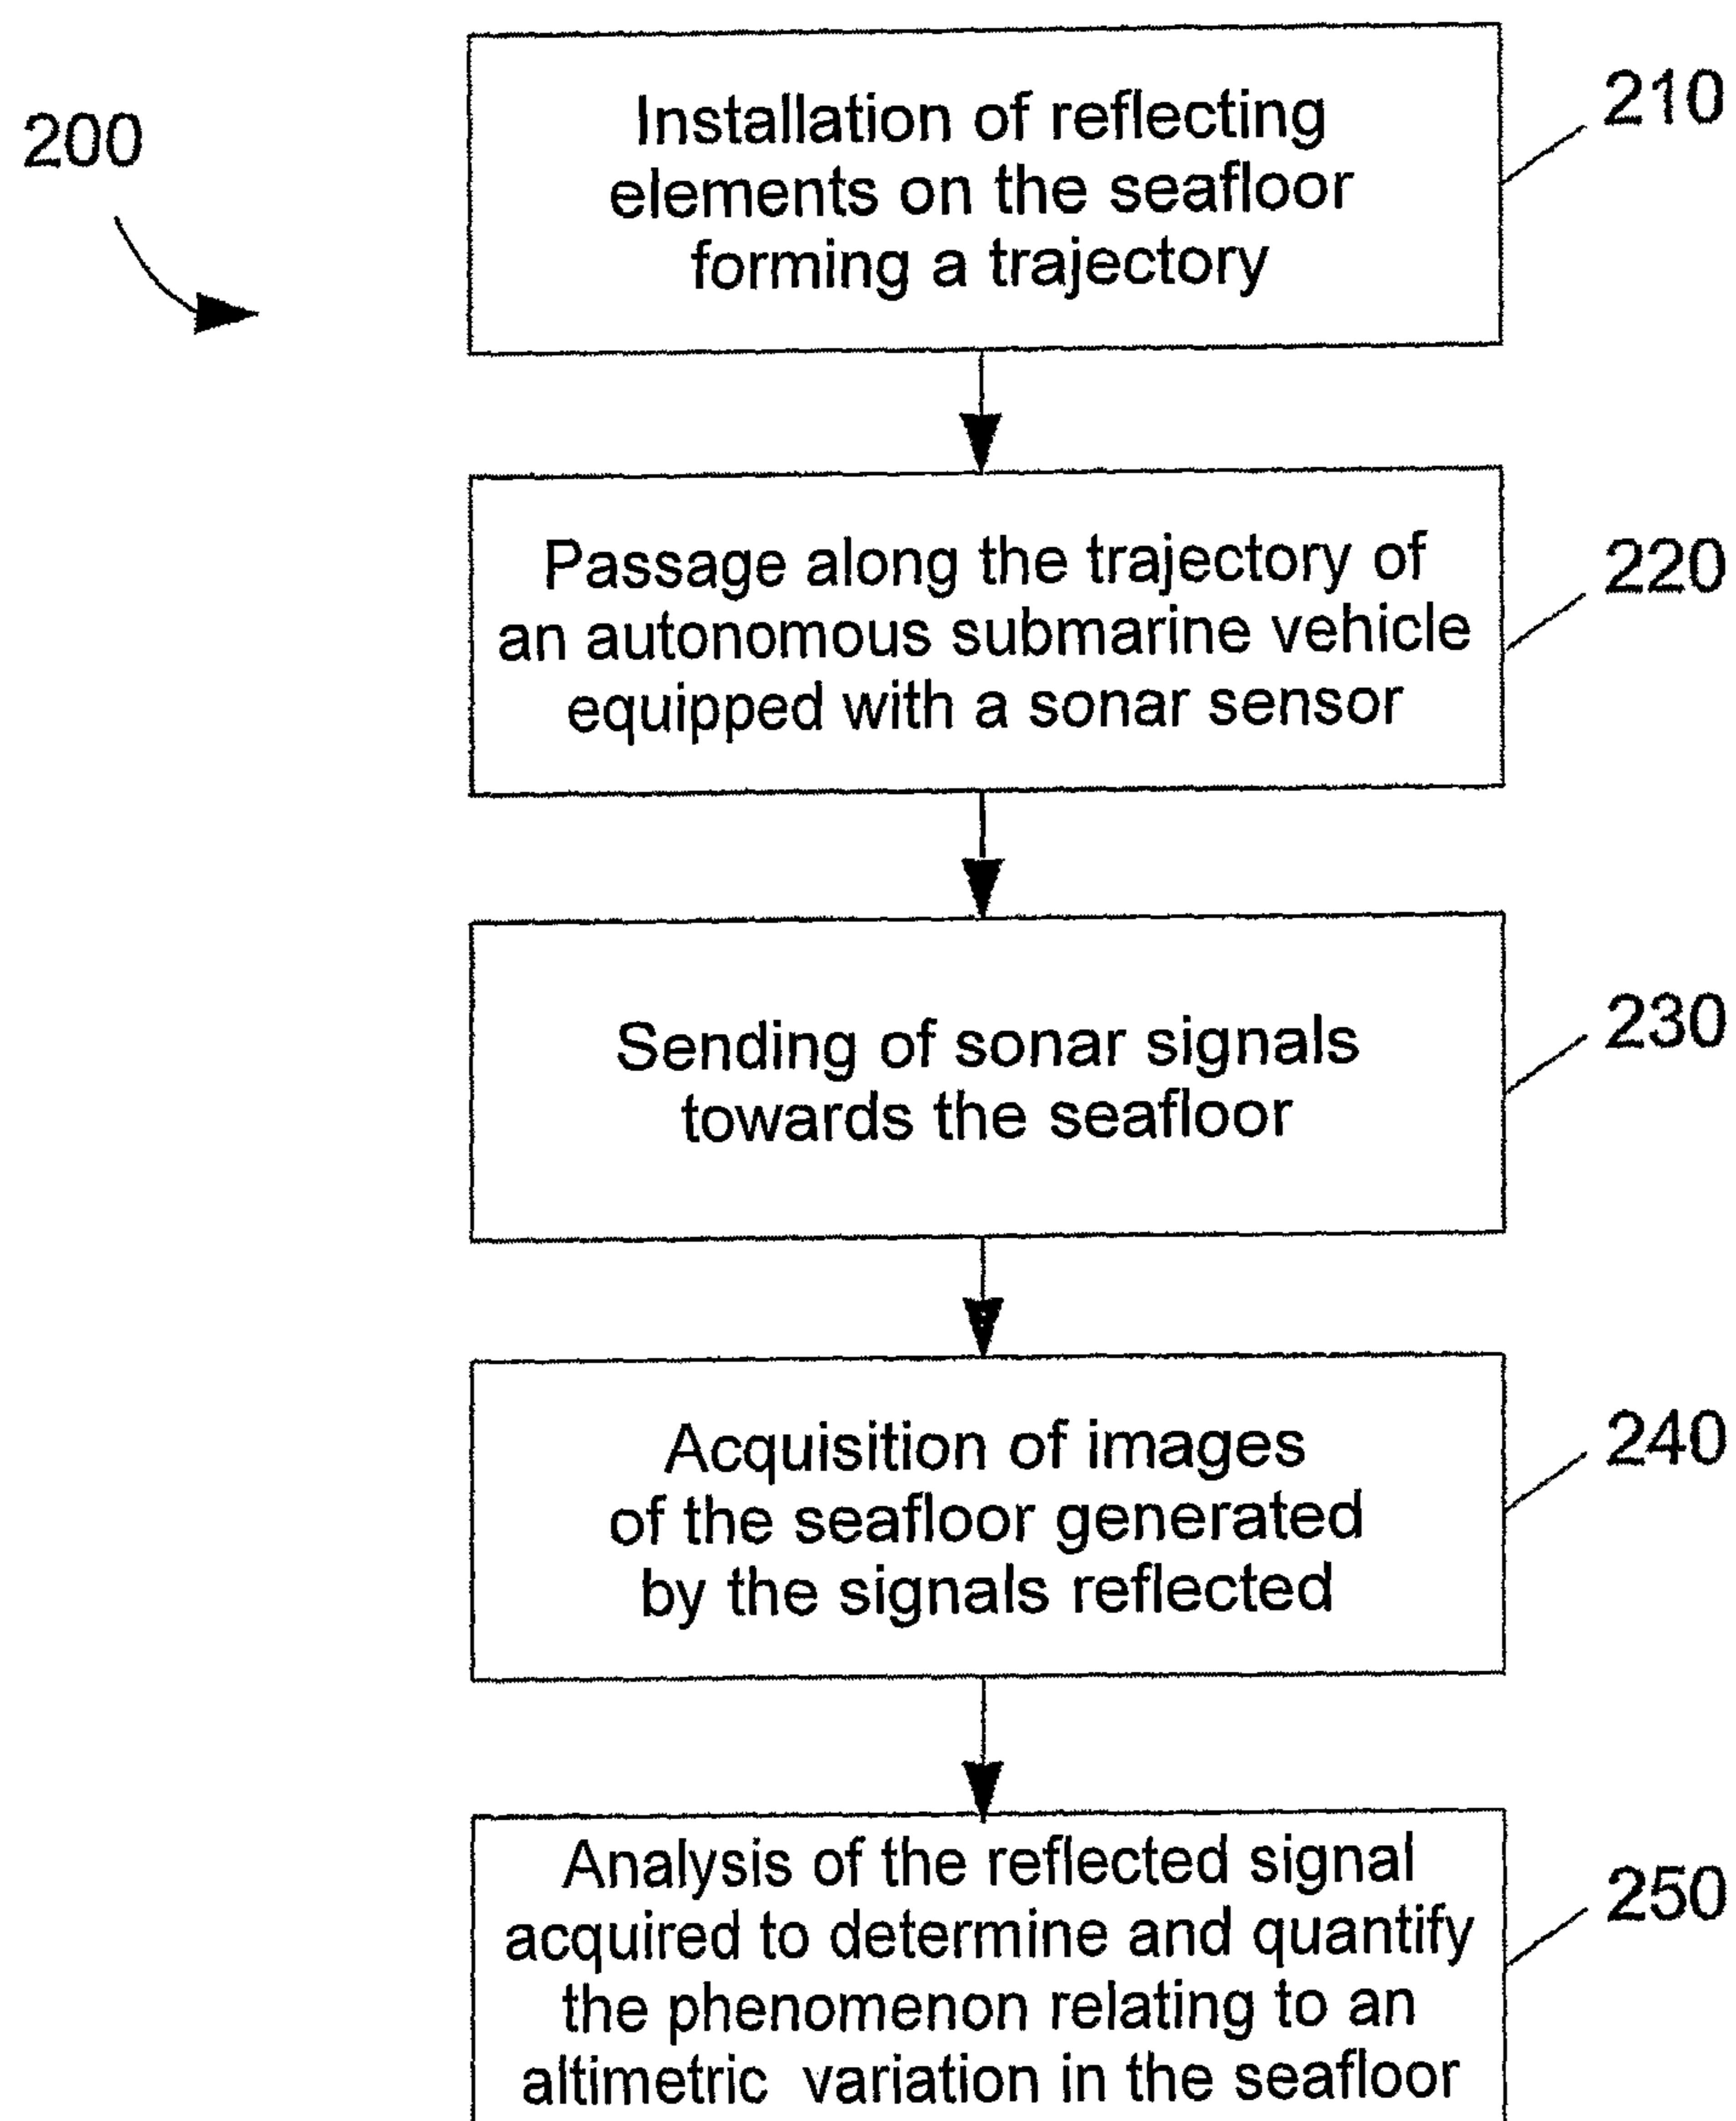 200
Installation of reflecting
elements on the seafloor
forming a trajectory
210
Passage along the trajectory of
an autonomous submarine vehicle
equipped with a sonar sensor
220
Sending of sonar signals
towards the seafloor
230
Acquisition of images
of the seafloor generated
by the signals reflected
240
Analysis of the reflected signal
acquired to determine and quantify
the phenomenon relating to an
altimetric variation in the seafloor
250